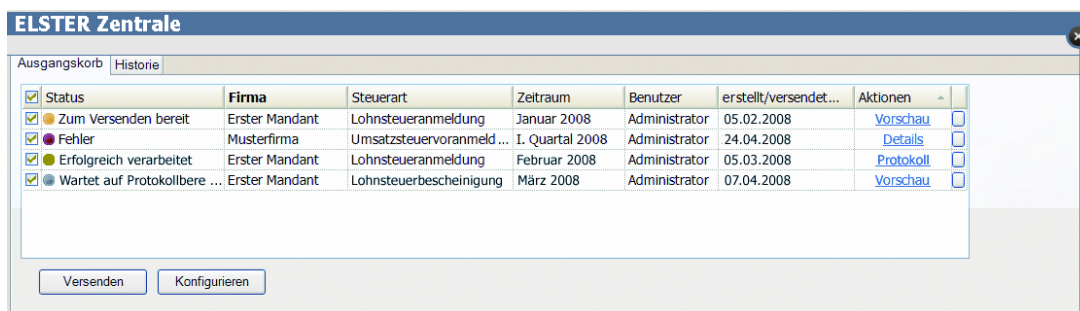 ELSTER Zentrale
Ausgangskorb Historie
Status Firma Steuerart Zeitraum Benutzer erstellt/versendet... Aktionen
Zum Versenden bereit Erster Mandant Lohnsteueranmeldung Januar 2008 Administrator 05.02.2008 Vorschau
Fehler Musterfirma Umsatzsteuervoranmeld ... I. Quartal 2008 Administrator 24.04.2008 Details
Erfolgreich verarbeitet Erster Mandant Lohnsteueranmeldung Februar 2008 Administrator 05.03.2008 Protokoll
Wartet auf Protokollbere ... Erster Mandant Lohnsteuerbescheinigung März 2008 Administrator 07.04.2008 Vorschau
Versenden Konfigurieren